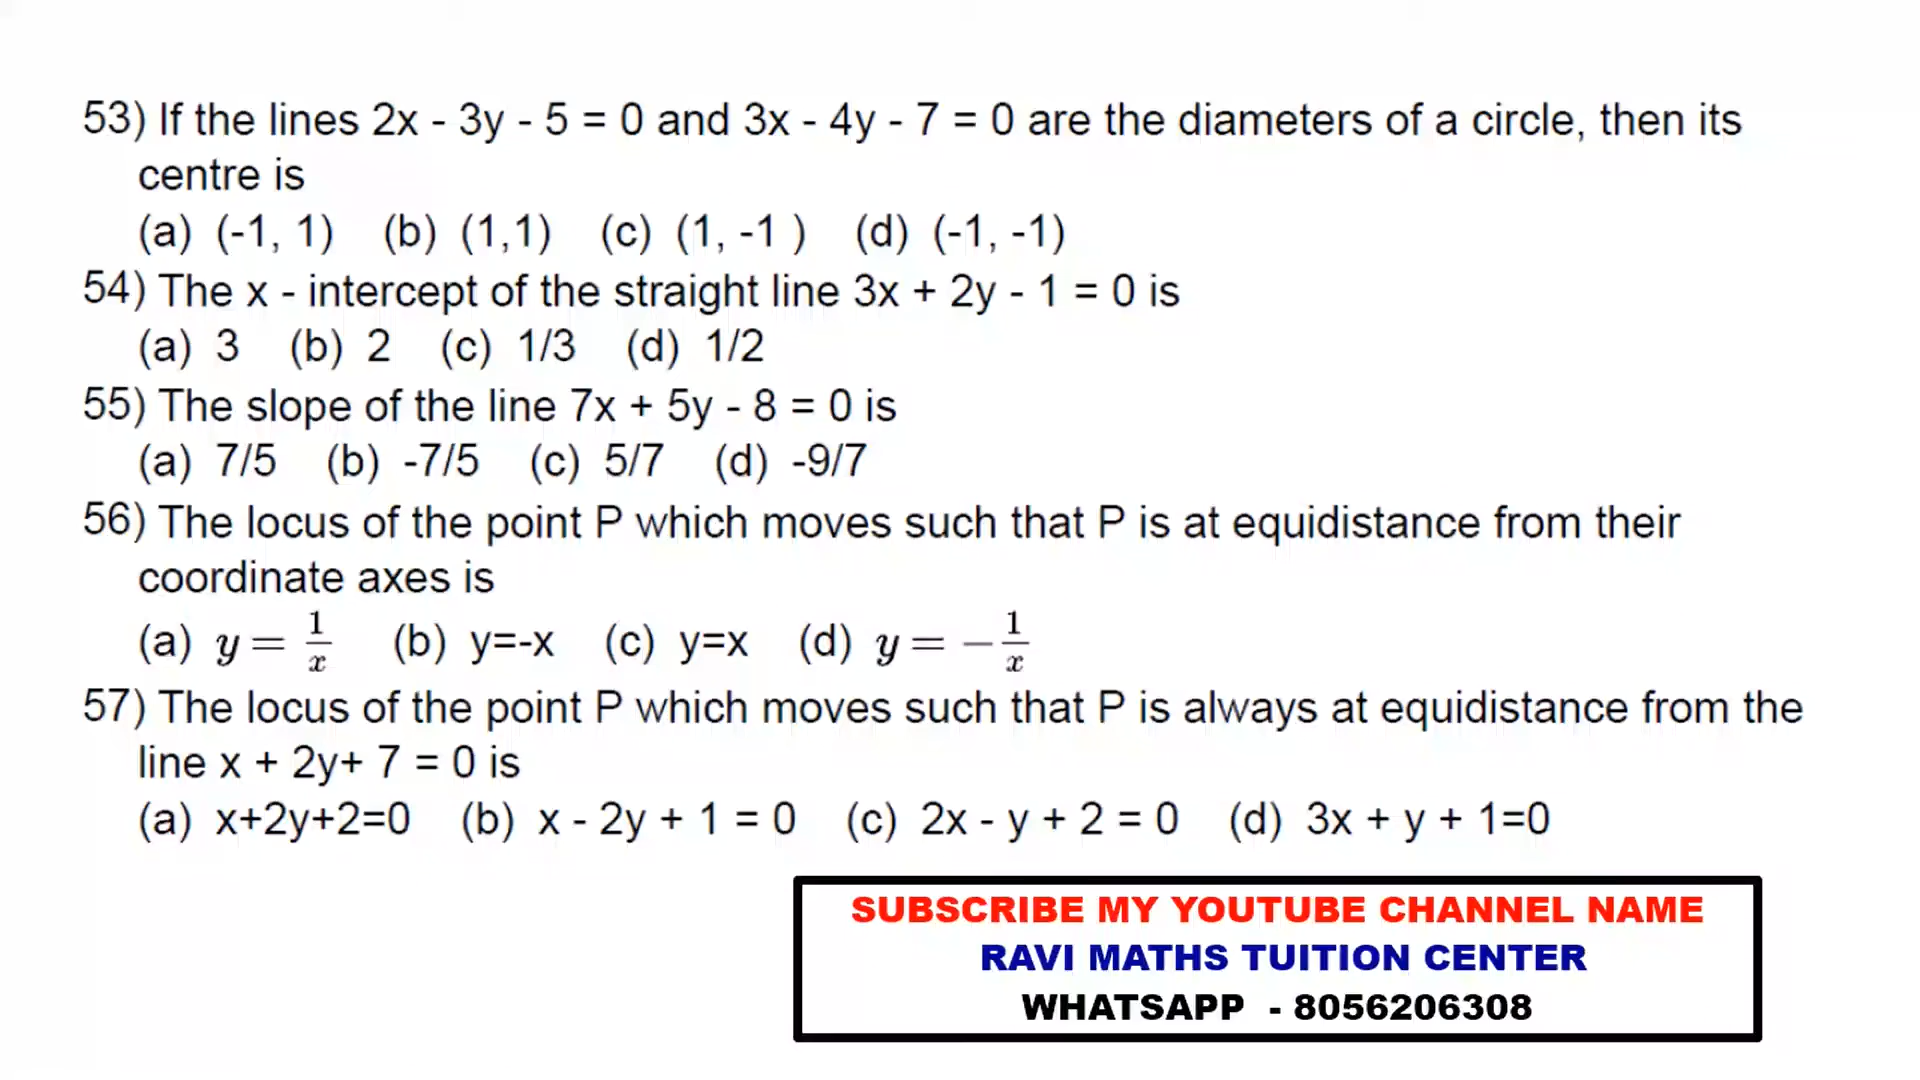 53) If the lines 2x - 3y - 5 = 0 and 3x - 4y - 7 = 0 are the diameters of a circle, then its
centre is
(a) (-1, 1) (b) (1,1) (c) (1, -1 ) (d) (-1, -1)
54) The x - intercept of the straight line 3x + 2y - 1 = 0 is
(a) 3 (b) 2 (c) 1/3 (d) 1/2
55) The slope of the line 7x + 5y - 8 = 0 is
(a) 7/5 (b) -7/5 (c) 5/7 (d) -9/7
56) The locus of the point P which moves such that P is at equidistance from their
coordinate axes is
(a) y = 1/x (b) y=-x (c) y=x (d) y = -1/x
57) The locus of the point P which moves such that P is always at equidistance from the
line x + 2y+ 7 = 0 is
(a) x+2y+2=0 (b) x - 2y + 1 = 0 (c) 2x - y + 2 = 0 (d) 3x + y + 1=0
SUBSCRIBE MY YOUTUBE CHANNEL NAME
RAVI MATHS TUITION CENTER
WHATSAPP - 8056206308